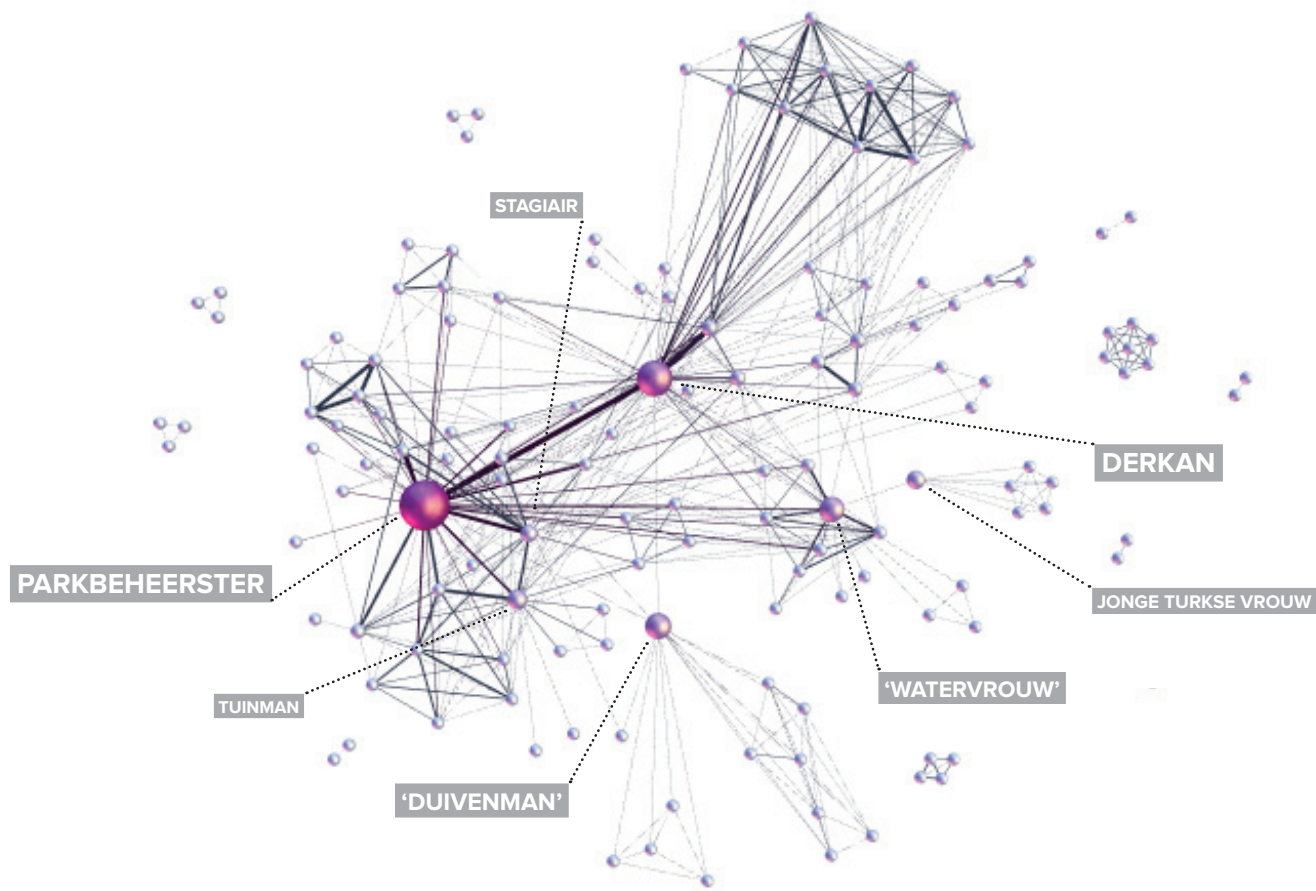 STAGIAIR
DERKAN
PARKBEHEERSTER
JONGE TURKSE VROUW
‘WATERVROUW’
TUINMAN
‘DUIVENMAN’